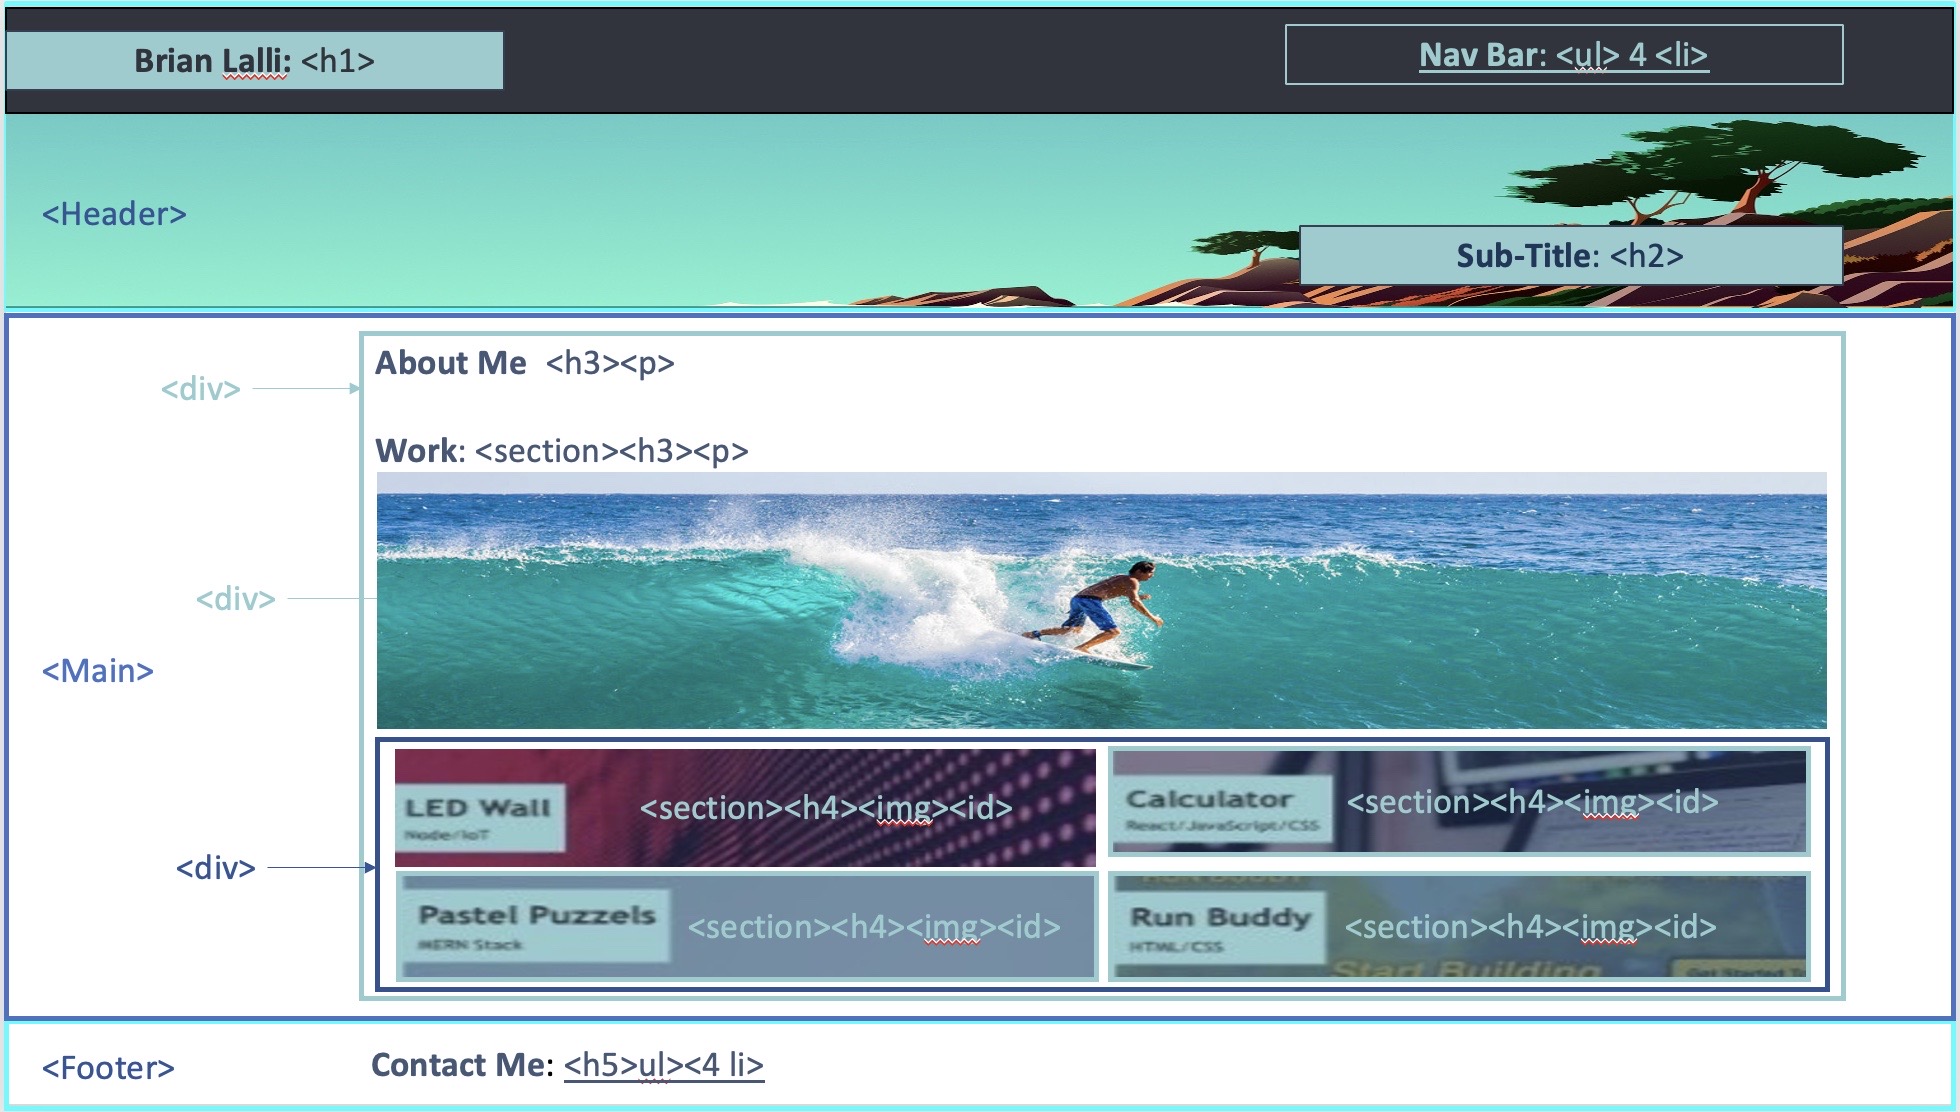 Brian Lalli: <h1>
Nav Bar: <ul> 4 <li>
<Header>
Sub-Title: <h2>
<div>
About Me <h3><p>
Work: <section><h3><p>
<div>
<Main>
<div>
LED Wall
Node/IoT
<section><h4><img><id>
Calculator
React/JavaScript/CSS
<section><h4><img><id>
Pastel Puzzels
MERN Stack
<section><h4><img><id>
Run Buddy
HTML/CSS
<section><h4><img><id>
Start Building
Get Started
<Footer>
Contact Me: <h5>ul><4 li>